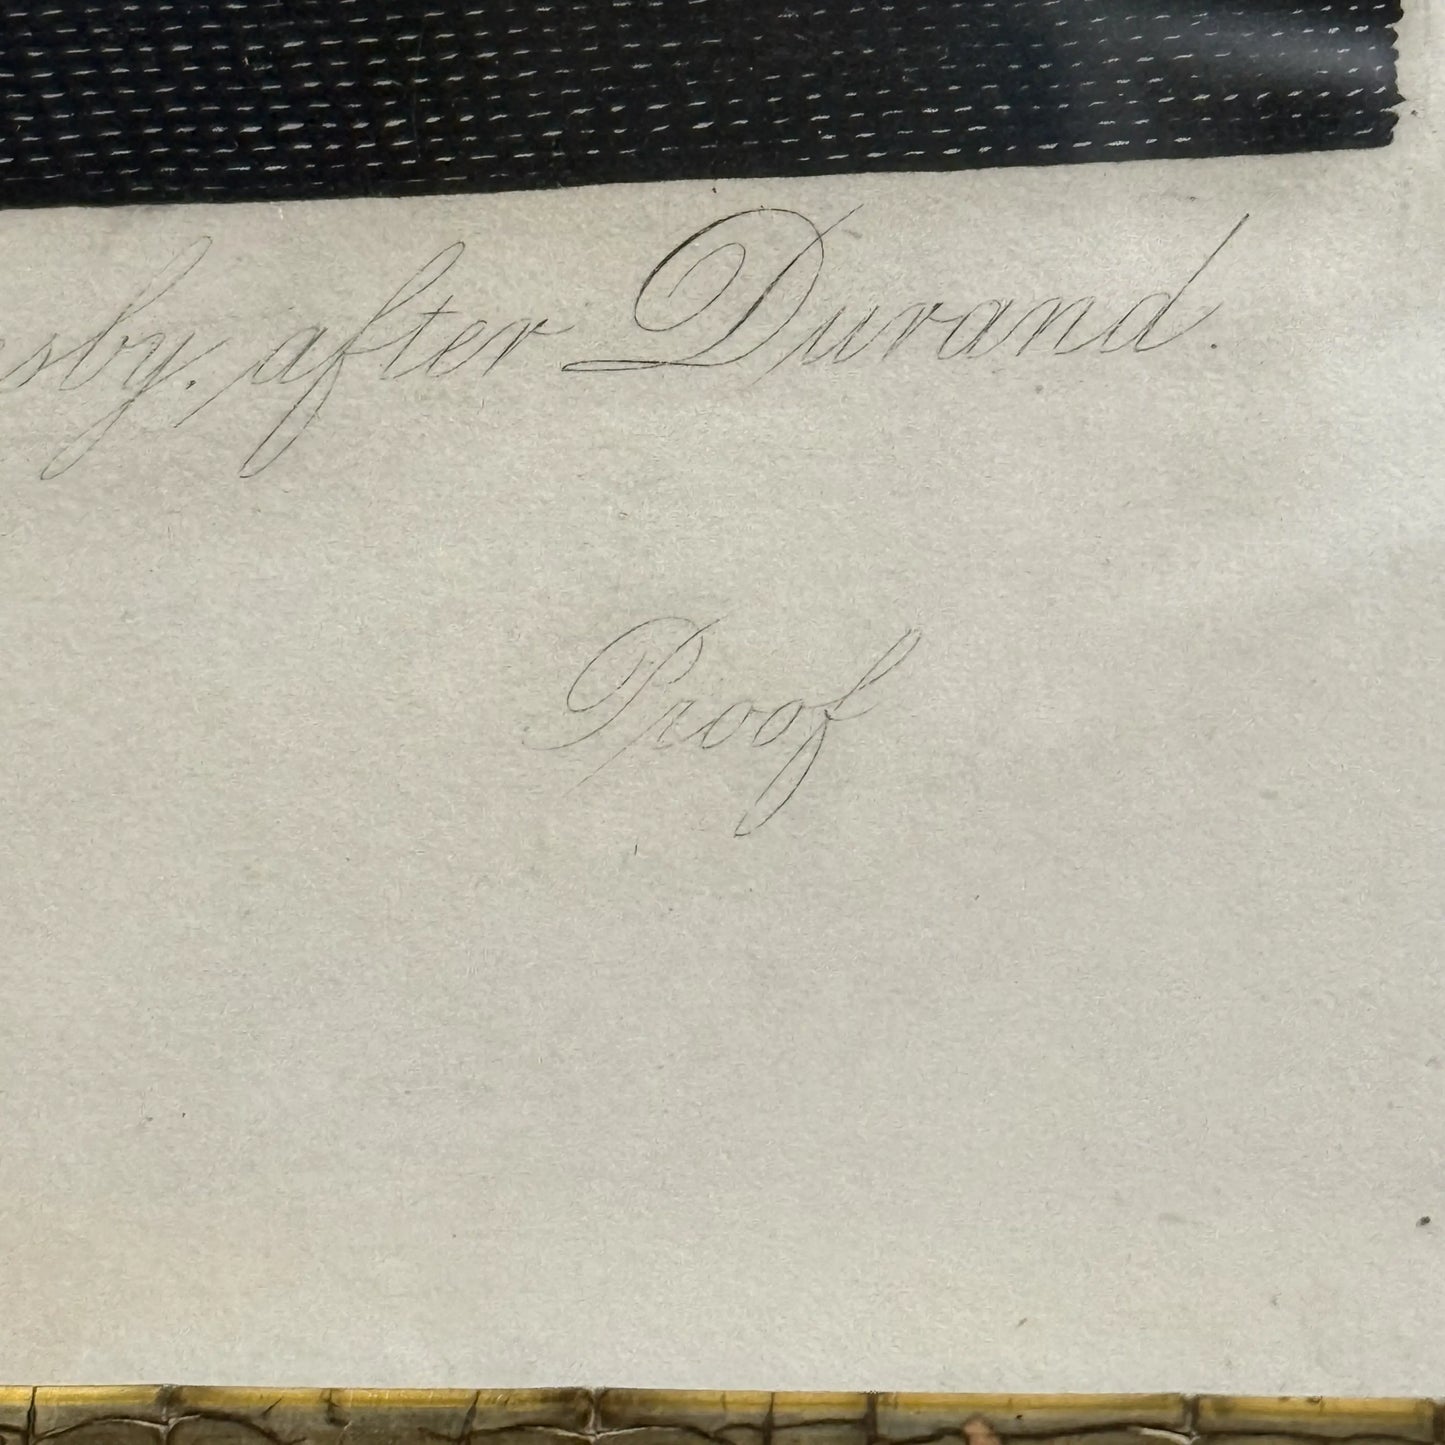 sby. after Durand.
Proof